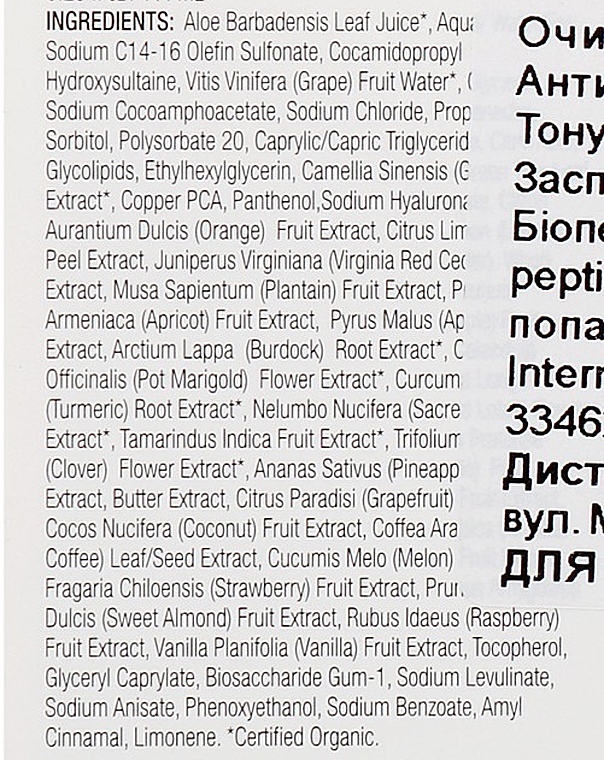 INGREDIENTS: Aloe Barbadensis Leaf Juice*, Aqua
Sodium C14-16 Olefin Sulfonate, Cocamidopropyl
Hydroxysultaine, Vitis Vinifera (Grape) Fruit Water*,
Sodium Cocoamphoacetate, Sodium Chloride, Prop
Sorbitol, Polysorbate 20, Caprylic/Capric Triglycerid
Glycolipids, Ethylhexylglycerin, Camellia Sinensis (G
Extract*, Copper PCA, Panthenol,Sodium Hyalurona
Aurantium Dulcis (Orange) Fruit Extract, Citrus Lim
Peel Extract, Juniperus Virginiana (Virginia Red Ced
Extract, Musa Sapientum (Plantain) Fruit Extract, P
Armeniaca (Apricot) Fruit Extract, Pyrus Malus (Ap
Extract, Arctium Lappa (Burdock) Root Extract*, C
Officinalis (Pot Marigold) Flower Extract*, Curcum
(Turmeric) Root Extract*, Nelumbo Nucifera (Sacre
Extract*, Tamarindus Indica Fruit Extract*, Trifolium
(Clover) Flower Extract*, Ananas Sativus (Pineapp
Extract, Butter Extract, Citrus Paradisi (Grapefruit)
Cocos Nucifera (Coconut) Fruit Extract, Coffea Ara
Coffee) Leaf/Seed Extract, Cucumis Melo (Melon)
Fragaria Chiloensis (Strawberry) Fruit Extract, Prun
Dulcis (Sweet Almond) Fruit Extract, Rubus Idaeus (Raspberry)
Fruit Extract, Vanilla Planifolia (Vanilla) Fruit Extract, Tocopherol,
Glyceryl Caprylate, Biosaccharide Gum-1, Sodium Levulinate,
Sodium Anisate, Phenoxyethanol, Sodium Benzoate, Amyl
Cinnamal, Limonene. *Certified Organic.
Очи
Анти
Тону
Засп
Біопе
pepti
попа
Intern
3346
Дист
вул. М
ДЛЯ